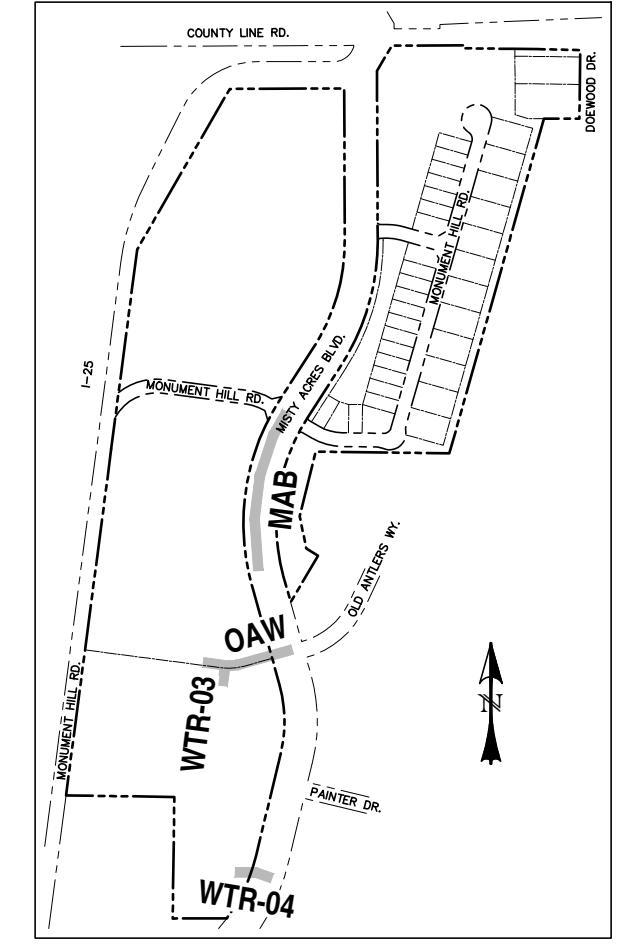 COUNTY LINE RD.
DOEWOOD DR.
MONUMENT HILL RD.
MISTY ACRES BLVD.
I-25
MONUMENT HILL RD.
MAB
OLD ANTLERS WY.
OAW
WTR-03
MONUMENT HILL RD.
N
PAINTER DR.
WTR-04